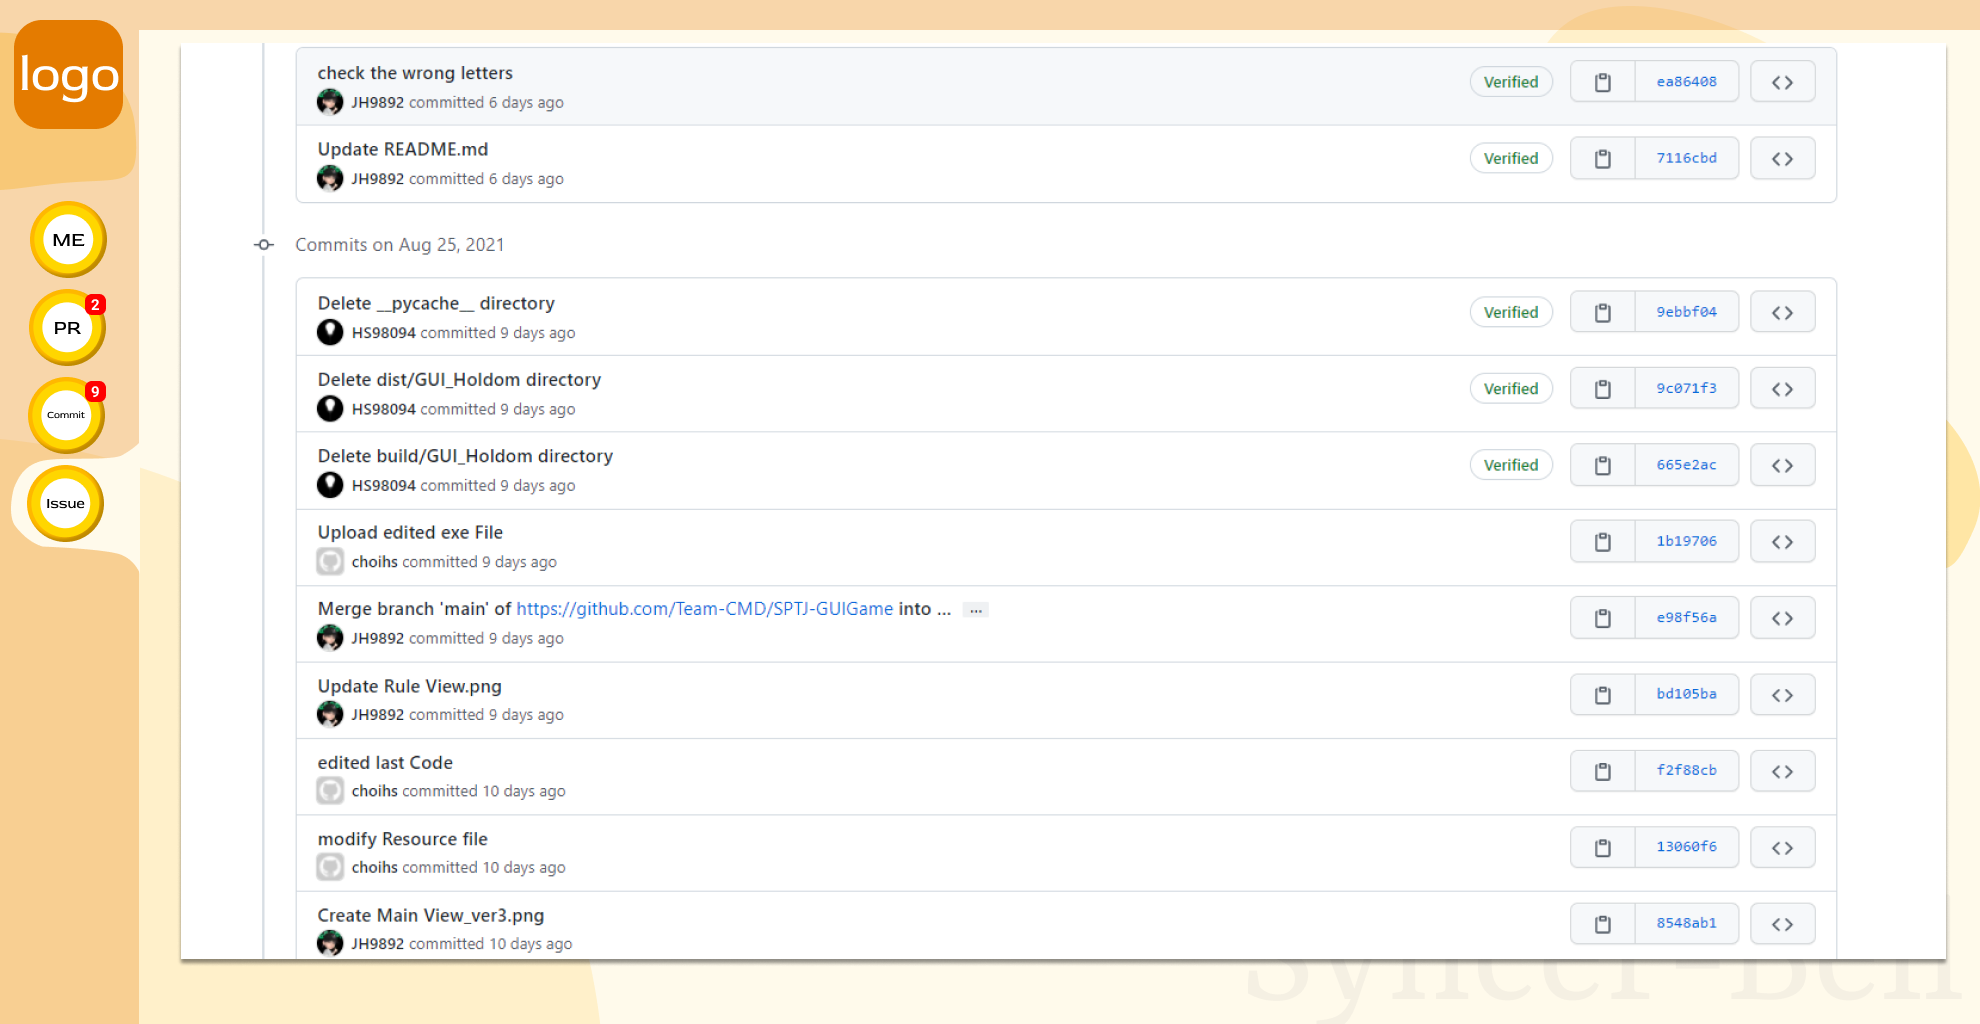 logo
ME
PR
2
Commit
9
Issue
check the wrong letters
JH9892 committed 6 days ago
Verified
ea86408
Update README.md
JH9892 committed 6 days ago
Verified
7116cbd
Commits on Aug 25, 2021
Delete __pycache__ directory
HS98094 committed 9 days ago
Verified
9ebbf04
Delete dist/GUI_Holdom directory
HS98094 committed 9 days ago
Verified
9c071f3
Delete build/GUI_Holdom directory
HS98094 committed 9 days ago
Verified
665e2ac
Upload edited exe File
choihs committed 9 days ago
1b19706
Merge branch 'main' of https://github.com/Team-CMD/SPTJ-GUIGame into ... ...
JH9892 committed 9 days ago
e98f56a
Update Rule View.png
JH9892 committed 9 days ago
bd105ba
edited last Code
choihs committed 10 days ago
f2f88cb
modify Resource file
choihs committed 10 days ago
13060f6
Create Main View_ver3.png
JH9892 committed 10 days ago
8548ab1